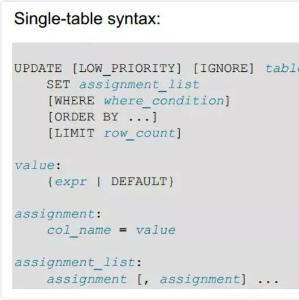 Single-table syntax:
UPDATE [LOW_PRIORITY] [IGNORE]
SET assignment_list
[WHERE where_condition]
[ORDER BY ...]
[LIMIT row_count]
value:
{expr | DEFAULT}
assignment:
col_name = value
assignment_list:
assignment [, assignment] ...